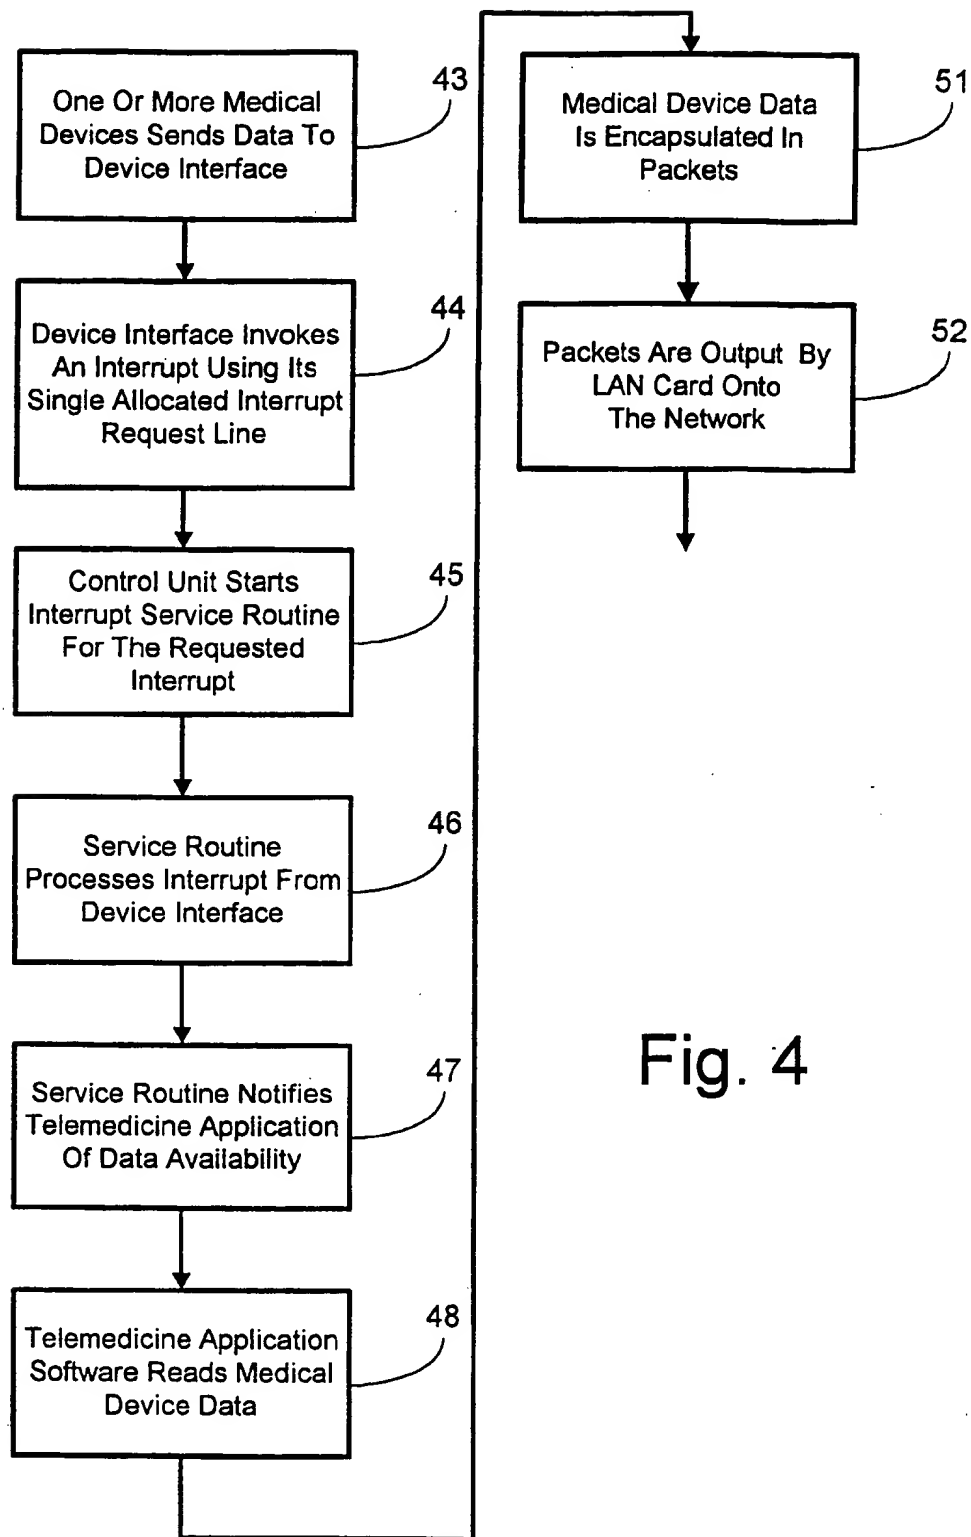 One Or More Medical
Devices Sends Data To
Device Interface
43
Device Interface Invokes
An Interrupt Using Its
Single Allocated Interrupt
Request Line
44
Control Unit Starts
Interrupt Service Routine
For The Requested
Interrupt
45
Service Routine
Processes Interrupt From
Device Interface
46
Service Routine Notifies
Telemedicine Application
Of Data Availability
47
Telemedicine Application
Software Reads Medical
Device Data
48
Medical Device Data
Is Encapsulated In
Packets
51
Packets Are Output By
LAN Card Onto
The Network
52
Fig. 4